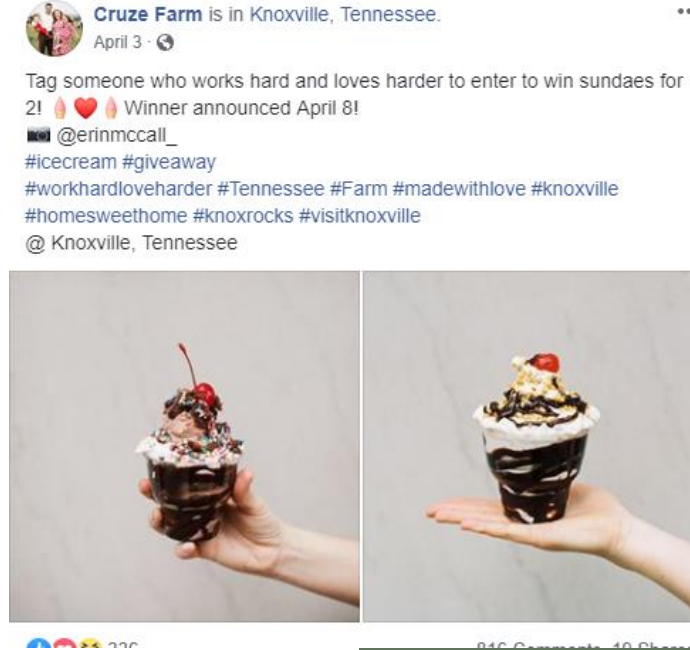 Cruze Farm is in Knoxville, Tennessee.
April 3 ·
Tag someone who works hard and loves harder to enter to win sundaes for
2! 🍦❤️🍦 Winner announced April 8!
📷 @erinmccall_
#icecream #giveaway
#workhardloveharder #Tennessee #Farm #madewithlove #knoxville
#homesweethome #knoxrocks #visitknoxville
@ Knoxville, Tennessee
816 Comments